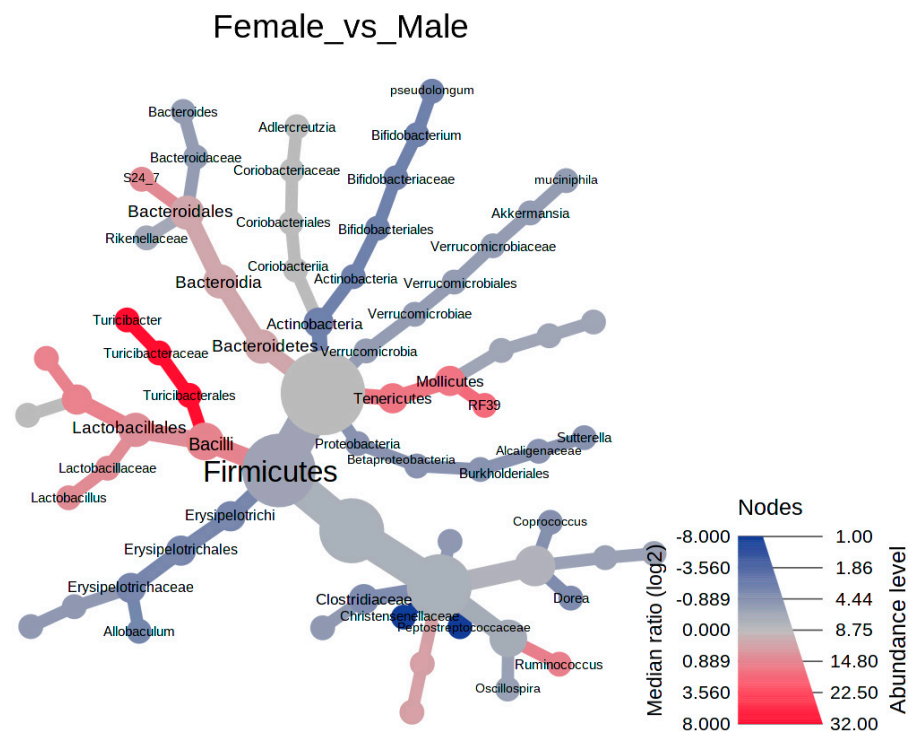 Female_vs_Male
pseudolongum
Bacteroides
Adlercreutzia
Bifidobacterium
Bacteroidaceae
Coriobacteriaceae
S24_7
Bifidobacteriaceae
muciniphila
Bacteroidales
Akkermansia
Coriobacteriales
Bifidobacteriales
Rikenellaceae
Verrucomicrobiaceae
Coriobacteriia
Actinobacteria
Bacteroidia
Verrucomicrobiales
Verrucomicrobiae
Turicibacter
Actinobacteria
Bacteroidetes
Verrucomicrobia
Turicibacteraceae
Mollicutes
Turicibacterales
Tenericutes
RF39
Lactobacillales
Bacilli
Proteobacteria
Sutterella
Alcaligenaceae
Betaproteobacteria
Lactobacillaceae
Firmicutes
Burkholderiales
Lactobacillus
Erysipelotrichi
Coprococcus
Erysipelotrichales
Erysipelotrichaceae
Clostridiaceae
Dorea
Christensenellaceae
Peptostreptococcaceae
Allobaculum
Ruminococcus
Oscillospira
Nodes
-8.000 1.00
-3.560 1.86
-0.889 4.44
0.000 8.75
0.889 14.80
3.560 22.50
8.000 32.00
Median ratio (log2)
Abundance level